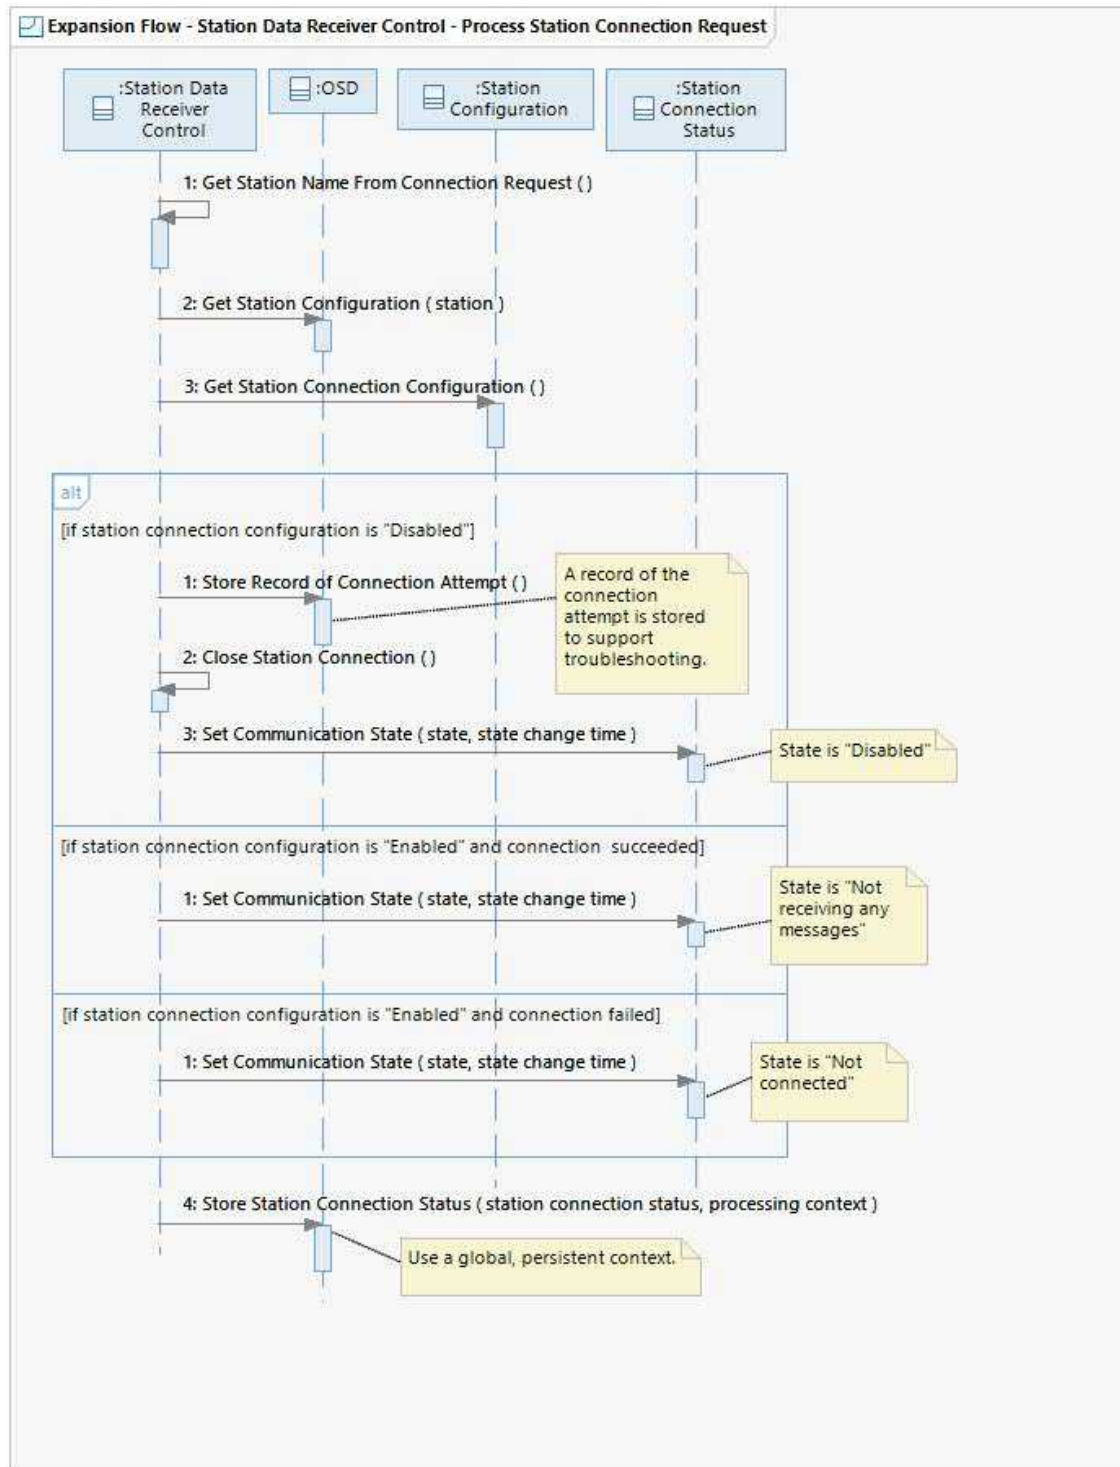 Expansion Flow - Station Data Receiver Control - Process Station Connection Request
:Station Data
Receiver
Control
:OSD
:Station
Configuration
:Station
Connection
Status
1: Get Station Name From Connection Request ( )
2: Get Station Configuration ( station )
3: Get Station Connection Configuration ( )
alt
[if station connection configuration is "Disabled"]
1: Store Record of Connection Attempt ( )
A record of the
connection
attempt is stored
to support
troubleshooting.
2: Close Station Connection ( )
3: Set Communication State ( state, state change time )
State is "Disabled"
[if station connection configuration is "Enabled" and connection  succeeded]
1: Set Communication State ( state, state change time )
State is "Not
receiving any
messages"
[if station connection configuration is "Enabled" and connection failed]
1: Set Communication State ( state, state change time )
State is "Not
connected"
4: Store Station Connection Status ( station connection status, processing context )
Use a global, persistent context.